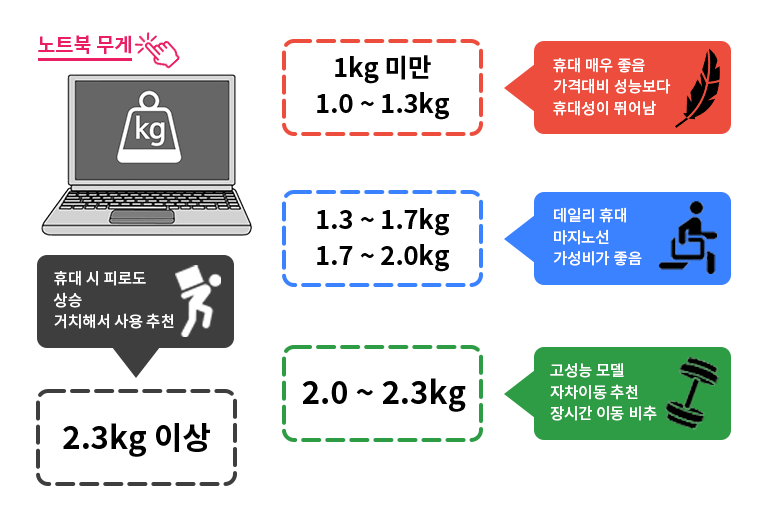 노트북 무게
kg
휴대 시 피로도
상승
거치해서 사용 추천
2.3kg 이상
1kg 미만
1.0 ~ 1.3kg
휴대 매우 좋음
가격대비 성능보다
휴대성이 뛰어남
1.3 ~ 1.7kg
1.7 ~ 2.0kg
데일리 휴대
마지노선
가성비가 좋음
2.0 ~ 2.3kg
고성능 모델
자차이동 추천
장시간 이동 비추